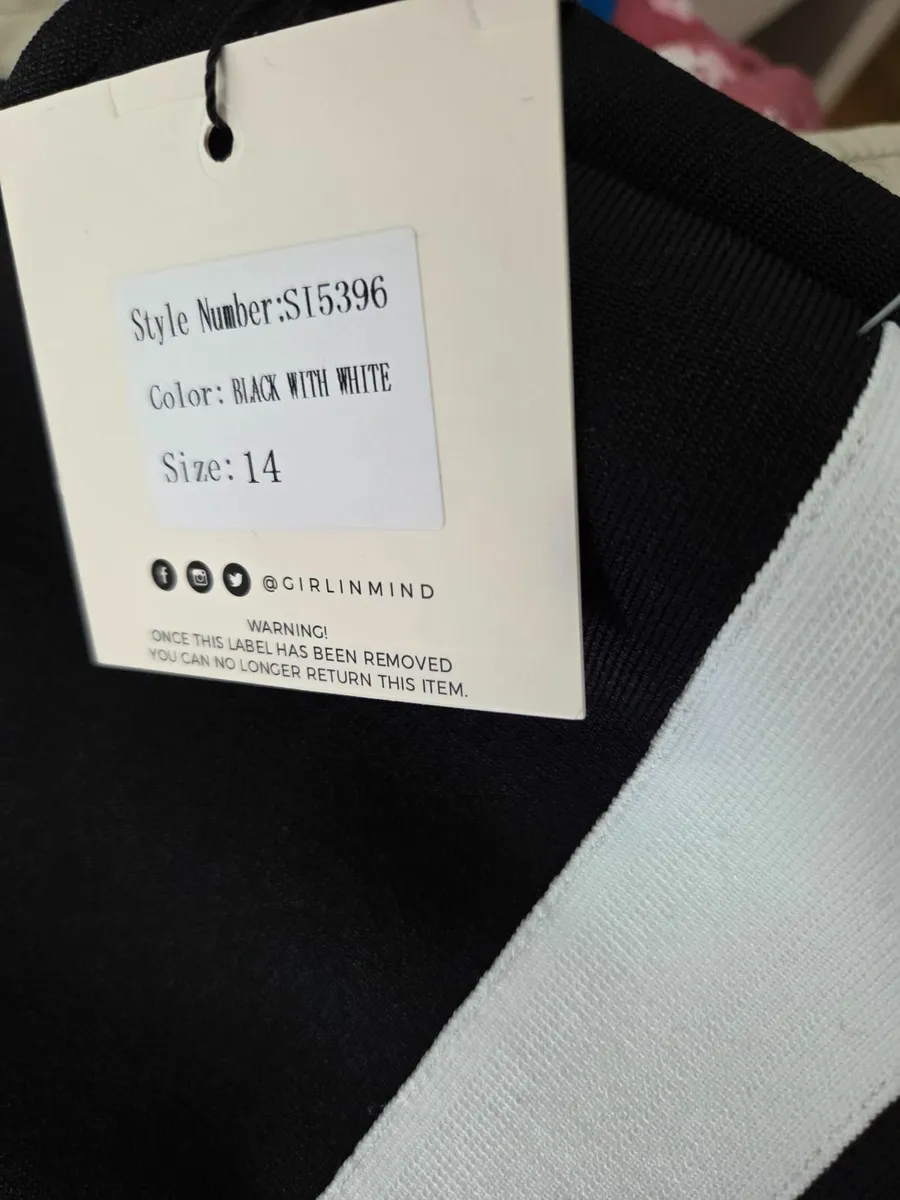 Style Number:SI5396
Color: BLACK WITH WHITE
Size: 14
@GIRLINMIND
WARNING!
ONCE THIS LABEL HAS BEEN REMOVED
YOU CAN NO LONGER RETURN THIS ITEM.